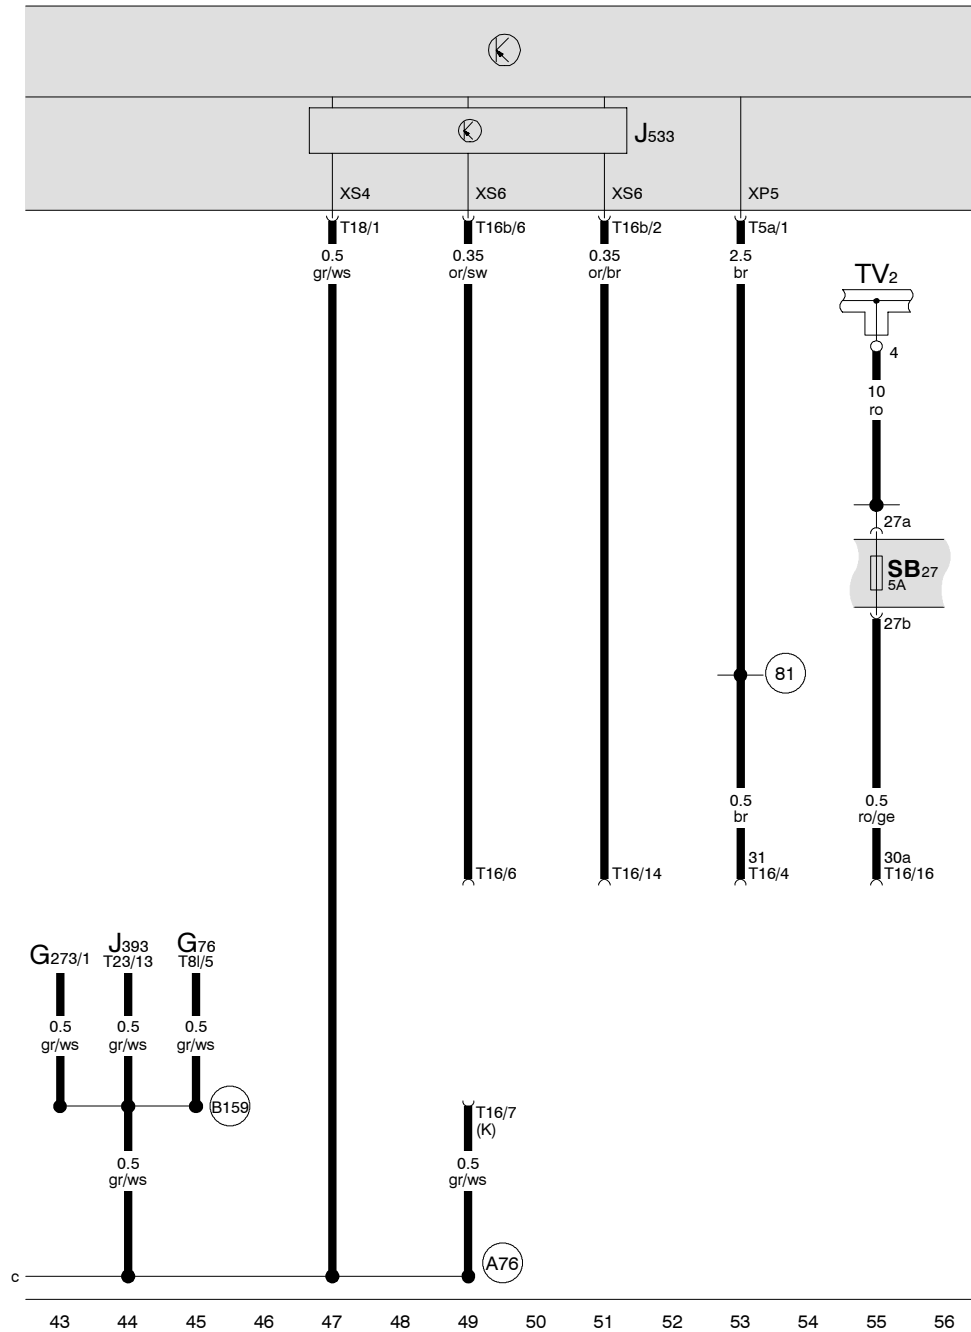 J533
XS4 XS6 XS6 XP5
T18/1 T16b/6 T16b/2 T5a/1
0.5 0.35 0.35 2.5
gr/ws or/sw or/br br
TV2
4
10
ro
27a
SB27
5A
27b
81
0.5 0.5
br ro/ge
31 30a
T16/6 T16/14 T16/4 T16/16
G273/1 J393 G76
T23/13 T8l/5
0.5 0.5 0.5
gr/ws gr/ws gr/ws
B159
T16/7
(K)
0.5 0.5
gr/ws gr/ws
A76
c
43 44 45 46 47 48 49 50 51 52 53 54 55 56